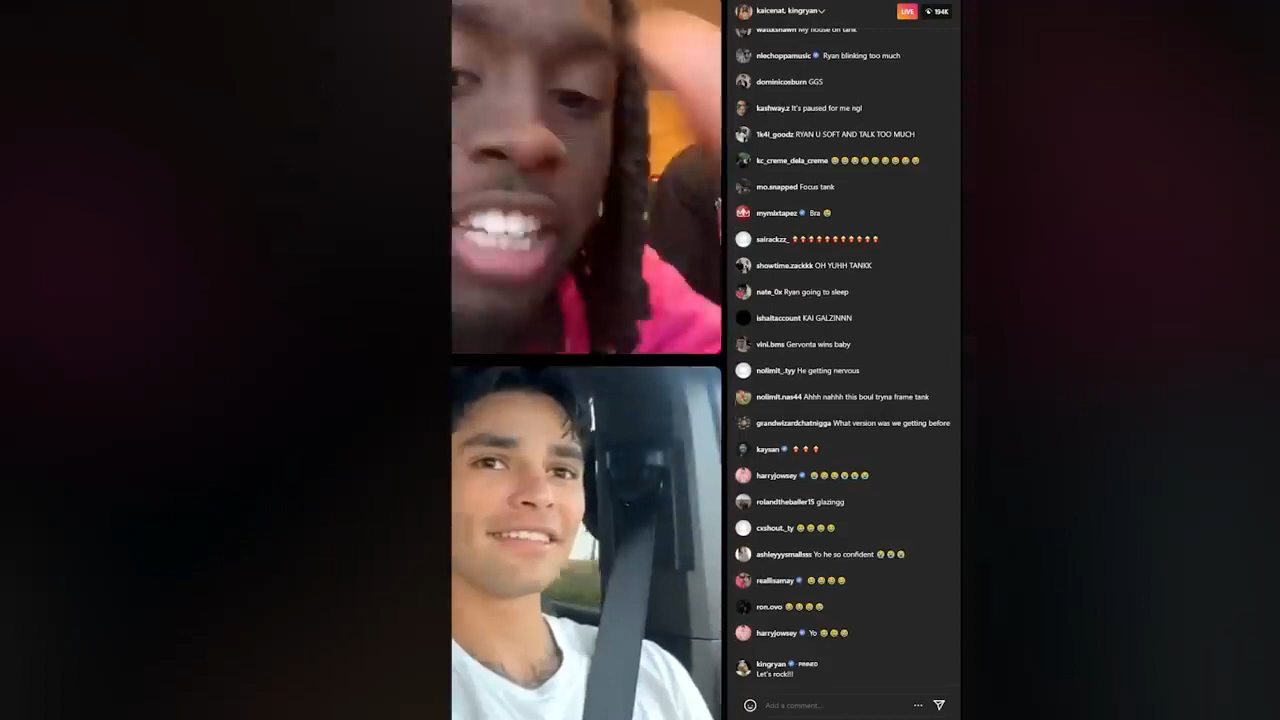 kaicenat, kingryan
LIVE
194K
My house on tank
nlechoppamusic Ryan blinking too much
dominicosburn GGS
kashway.z It's paused for me ngl
1k4l_goodz RYAN U SOFT AND TALK TOO MUCH
kc_creme_dela_creme 😂😂😂😂😂😂😂😂😂
mo.snapped Focus tank
mymixtapez Bra 😂
sairackzz_
showtime.zackkk OH YUHH TANKK
nate_0x Ryan going to sleep
ishaltaccount KAI GALZINNN
vini.bms Gervonta wins baby
nolimit_.tyy He getting nervous
nolimit.nas44 Ahhh nahhh this boul tryna frame tank
grandwizardchatnigga What version was we getting before
kaysan
harryjowsey 😭😂😂😭😭😭
rolandtheballer15 glazingg
cxshout._ty 😂😂😂😂
ashleyyysmallsss Yo he so confident 😭😭😭
reallisamay 😂😂😂😂
ron.ovo 😂😂😂😂
harryjowsey Yo 😂😂😂
kingryan • PINNED
Let's rock!!!
Add a comment...